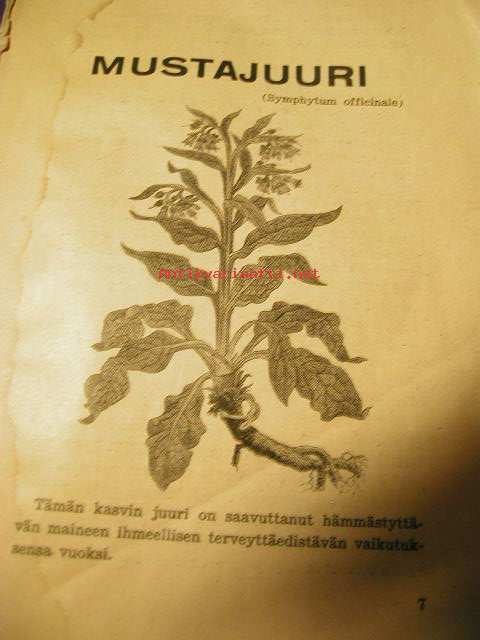 MUSTAJUURI
(Symphytum officinale)
Antikvariaatti.net
Tämän kasvin juuri on saavuttanut hämmästyttä-
vän maineen ihmeellisen terveyttäedistävän vaikutuk-
sensa vuoksi.
7